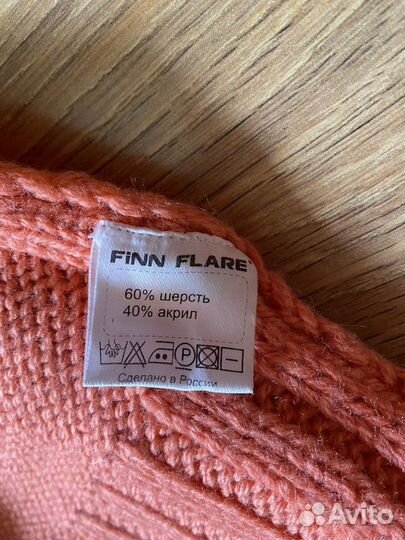 FiNN FLARE
60% шерсть
40% акрил
P
Сделано в России
Avito